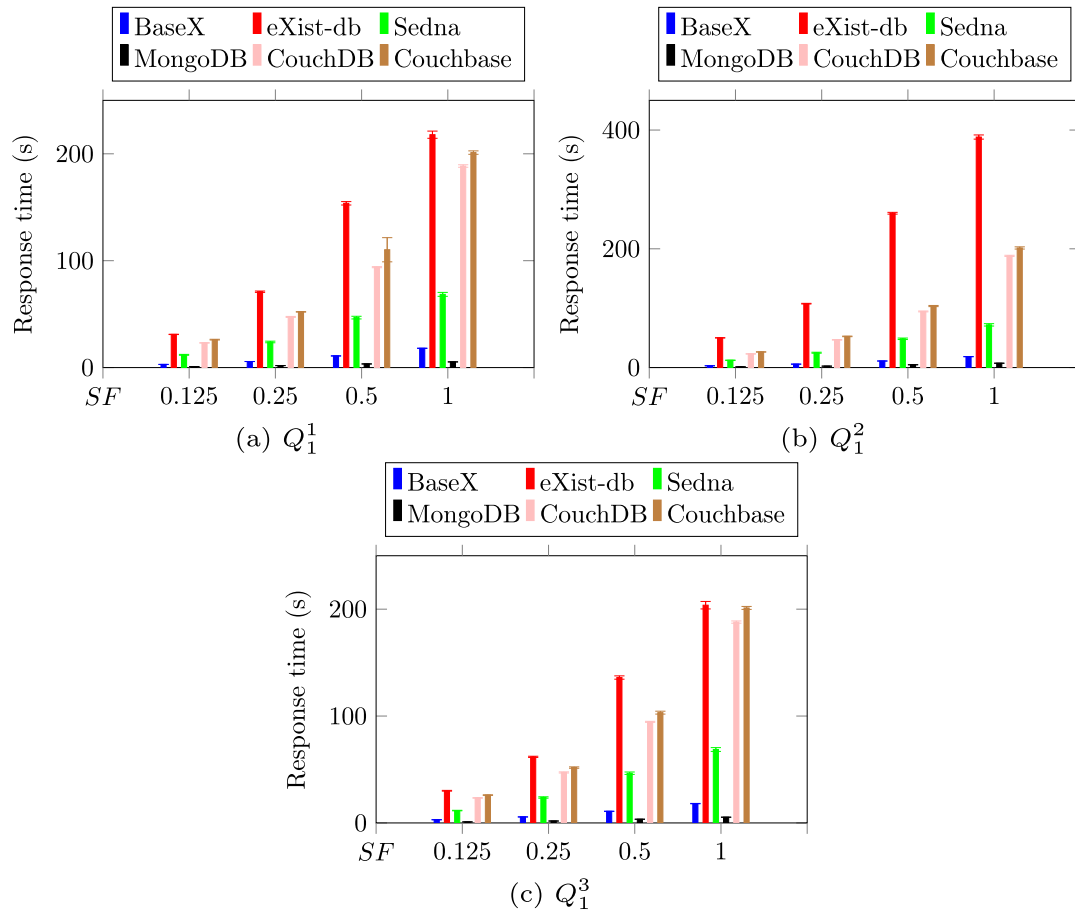 BaseX eXist-db Sedna
MongoDB CouchDB Couchbase
Response time (s)
200
100
0
SF 0.125 0.25 0.5 1
(a) Q₁¹
BaseX eXist-db Sedna
MongoDB CouchDB Couchbase
Response time (s)
400
200
0
SF 0.125 0.25 0.5 1
(b) Q₁²
BaseX eXist-db Sedna
MongoDB CouchDB Couchbase
Response time (s)
200
100
0
SF 0.125 0.25 0.5 1
(c) Q₁³